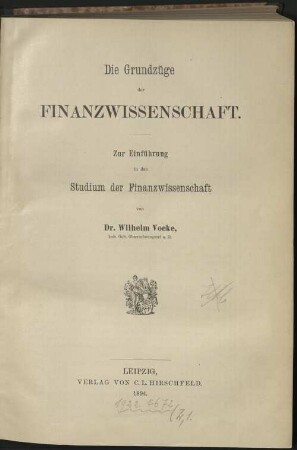 Die Grundzüge
der
FINANZWISSENSCHAFT.
Zur Einführung
in das
Studium der Finanzwissenschaft
von
Dr. Wilhelm Vocke,
LEIPZIG,
VERLAG VON C. L. HIRSCHFELD.
1894.